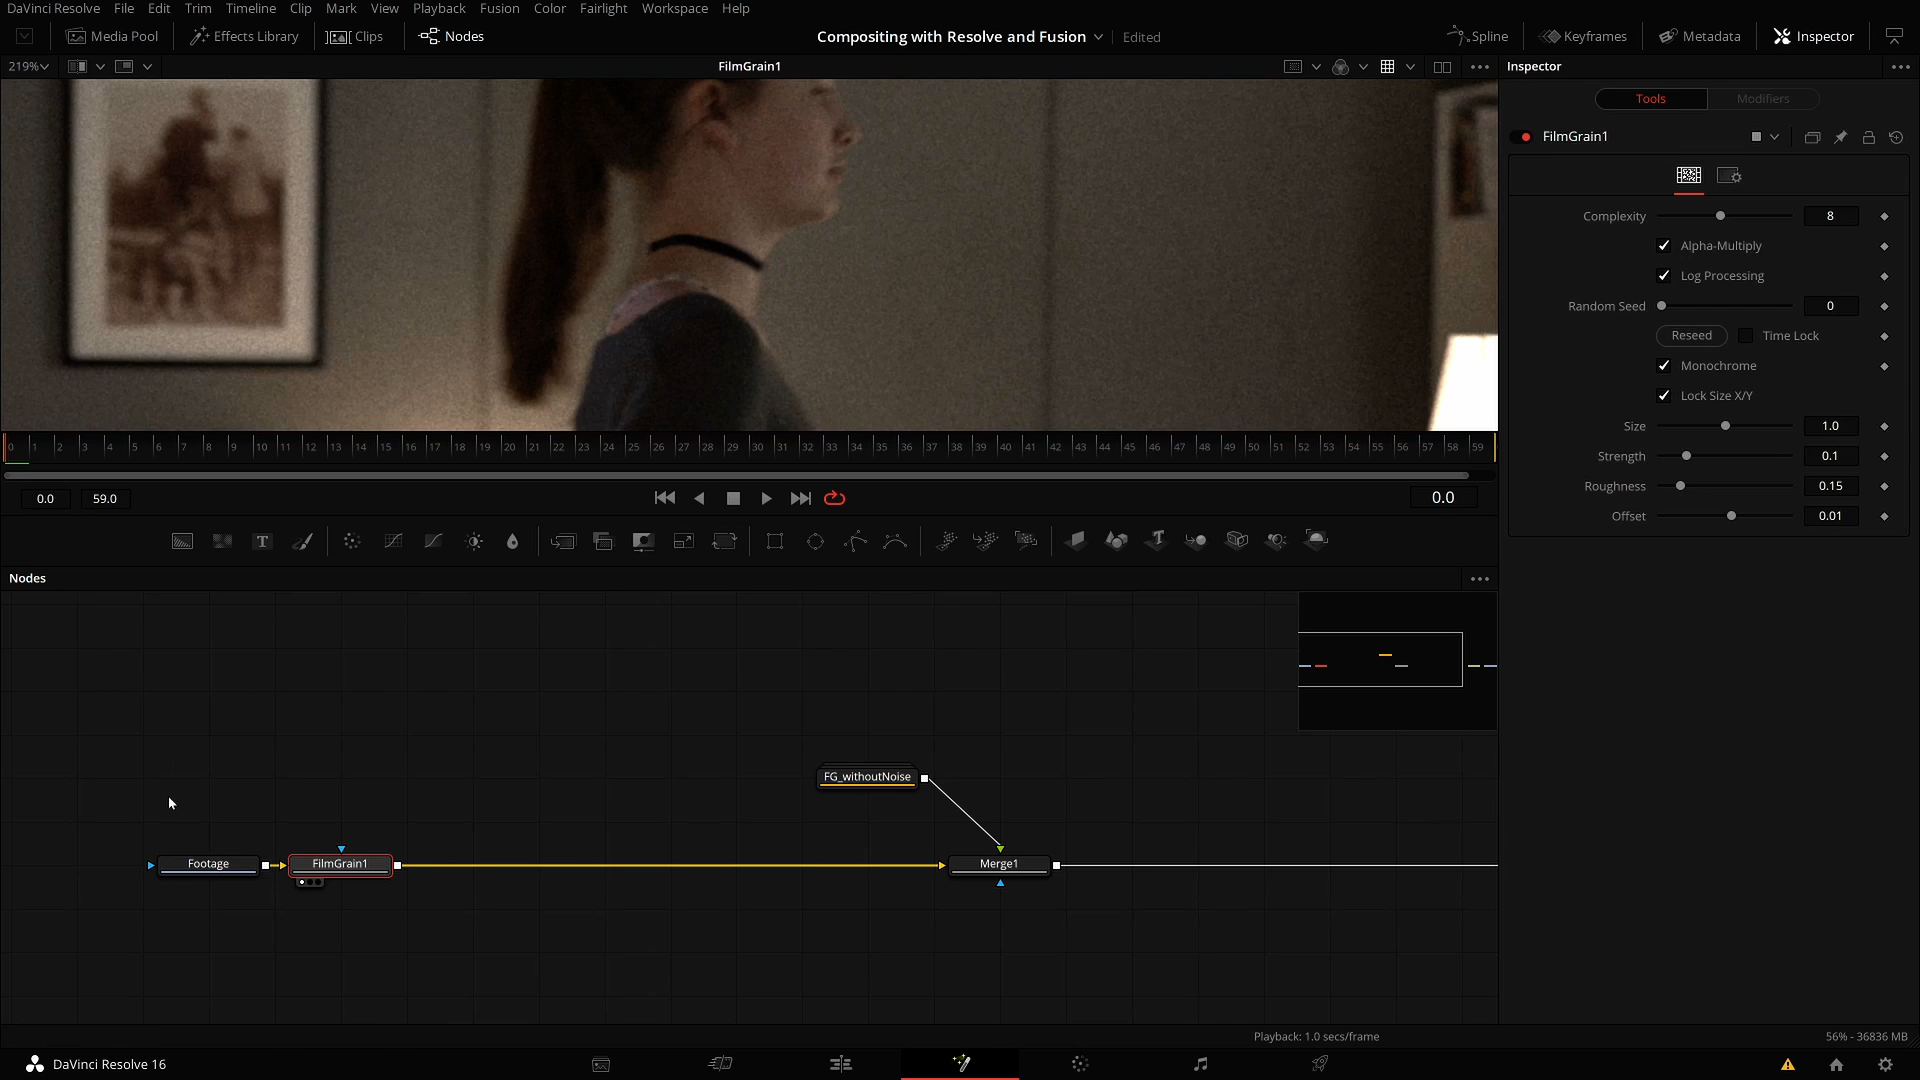 DaVinci Resolve File Edit Trim Timeline Clip Mark View Playback Fusion Color Fairlight Workspace Help
Media Pool Effects Library Clips Nodes Compositing with Resolve and Fusion Edited Spline Keyframes Metadata Inspector
219% FilmGrain1 Inspector
Tools Modifiers
FilmGrain1
Complexity 8
Alpha-Multiply
Log Processing
Random Seed 0
Reseed Time Lock
Monochrome
Lock Size X/Y
Size 1.0
Strength 0.1
Roughness 0.15
Offset 0.01
0 1 2 3 4 5 6 7 8 9 10 11 12 13 14 15 16 17 18 19 20 21 22 23 24 25 26 27 28 29 30 31 32 33 34 35 36 37 38 39 40 41 42 43 44 45 46 47 48 49 50 51 52 53 54 55 56 57 58 59
0.0 59.0 0.0
Nodes
FG_withoutNoise
Footage FilmGrain1 Merge1
Playback: 1.0 secs/frame 56% - 36836 MB
DaVinci Resolve 16